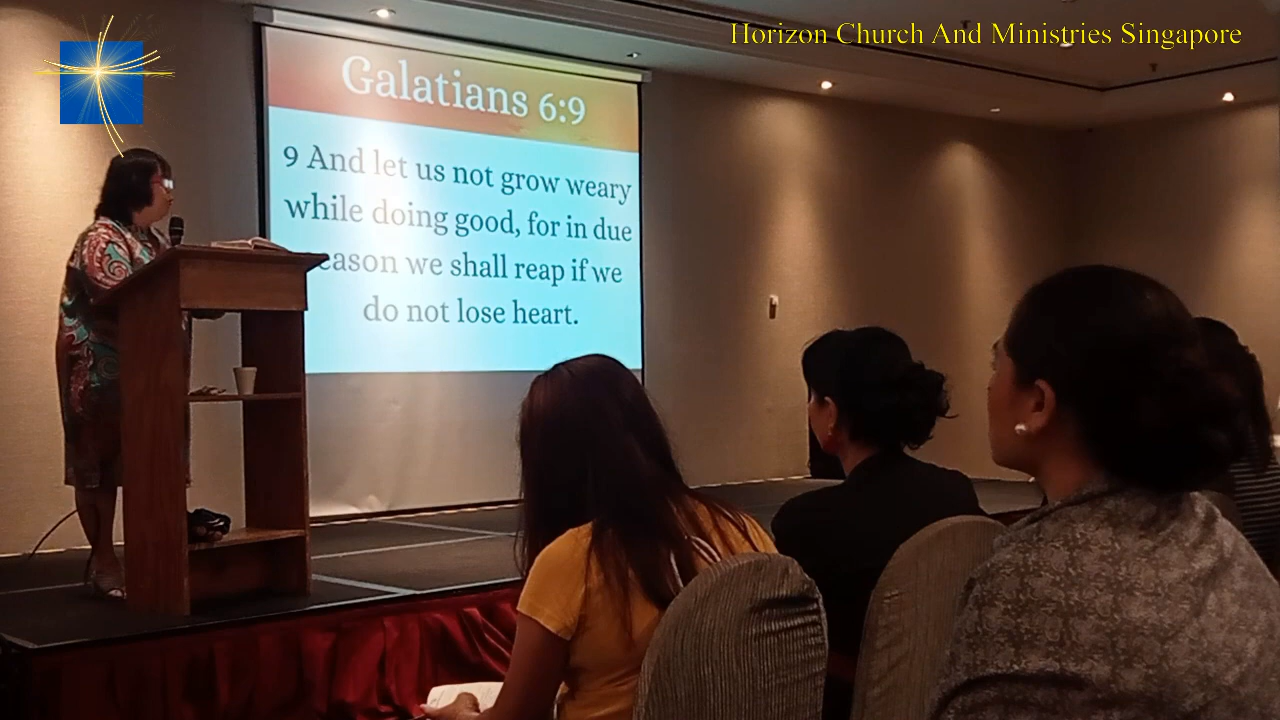 Horizon Church And Ministries Singapore
Galatians 6:9
9 And let us not grow weary
while doing good, for in due
eason we shall reap if we
do not lose heart.